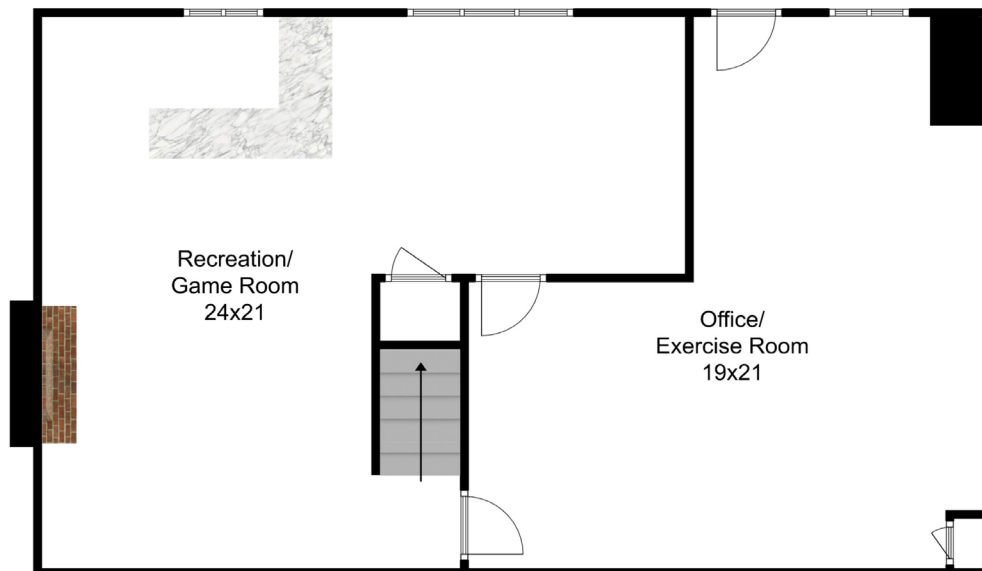 Recreation/
Game Room
24x21
Office/
Exercise Room
19x21